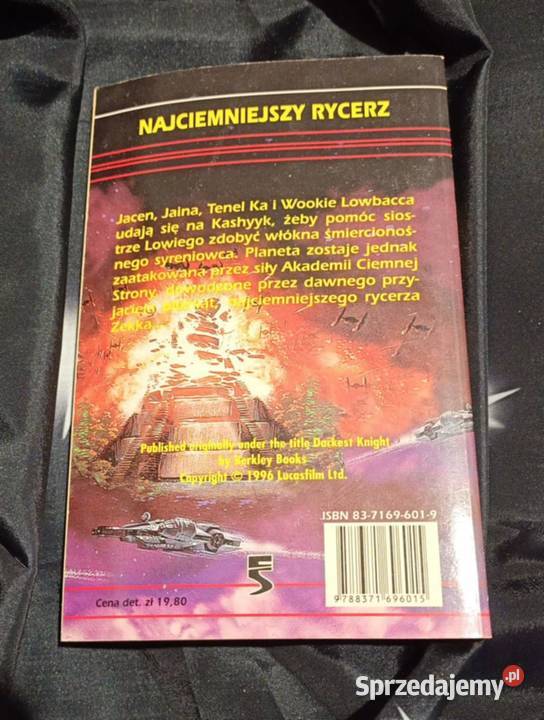 NAJCIEMNIEJSZY RYCERZ
Jacen, Jaina, Tenel Ka i Wookie Lowbacca
udają się na Kashyyk, żeby pomóc sios-
trze Lowiego zdobyć włókna śmiercionoś-
nego syreniowca. Planeta zostaje jednak
zaatakowana przez siły Akademii Ciemnej
Strony, dowodzone przez dawnego przy-
jaciela bliźniąt, najciemniejszego rycerza
Zekka...
Published originally under the title Darkest Knight
by Berkley Books
Copyright © 1996 Lucasfilm Ltd.
ISBN 83-7169-601-9
9788371696015
Cena det. zł 19,80
Sprzedajemy.pl